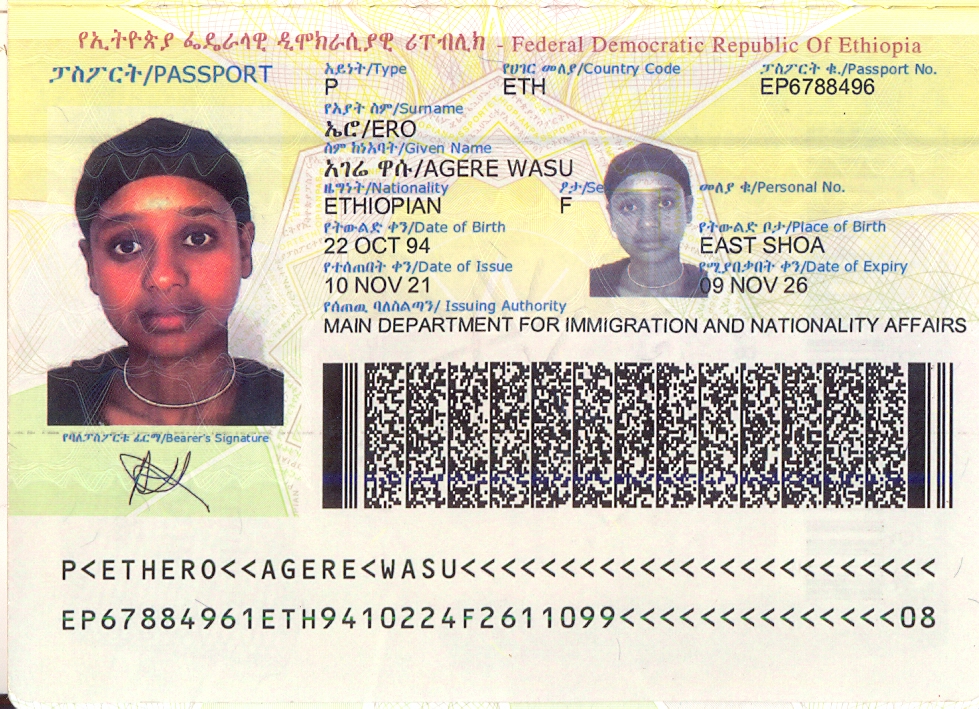 የኢትዮጵያ ፌዴራላዊ ዲሞክራሲያዊ ሪፐብሊክ - Federal Democratic Republic Of Ethiopia
ፓስፖርት/PASSPORT
ዓይነት/Type
P
የሀገር መለያ/Country Code
ETH
ፓስፖርት ቁ./Passport No.
EP6788496
የአያት ስም/Surname
ኤሮ/ERO
ስም ከነአባት/Given Name
አገሬ ዋሱ/AGERE WASU
ዜግነት/Nationality
ETHIOPIAN
ፆታ/Se
F
መለያ ቁ/Personal No.
የትውልድ ቀን/Date of Birth
22 OCT 94
የትውልድ ቦታ/Place of Birth
EAST SHOA
የተሰጠበት ቀን/Date of Issue
10 NOV 21
የሚያበቃበት ቀን/Date of Expiry
09 NOV 26
የሰጠዉ ባለስልጣን/ Issuing Authority
MAIN DEPARTMENT FOR IMMIGRATION AND NATIONALITY AFFAIRS
የባለፓስፖርቱ ፊርማ/Bearer's Signature
P<ETHERO<<AGERE<WASU<<<<<<<<<<<<<<<<<<<<<<<<
EP67884961ETH9410224F2611099<<<<<<<<<<<<<<08